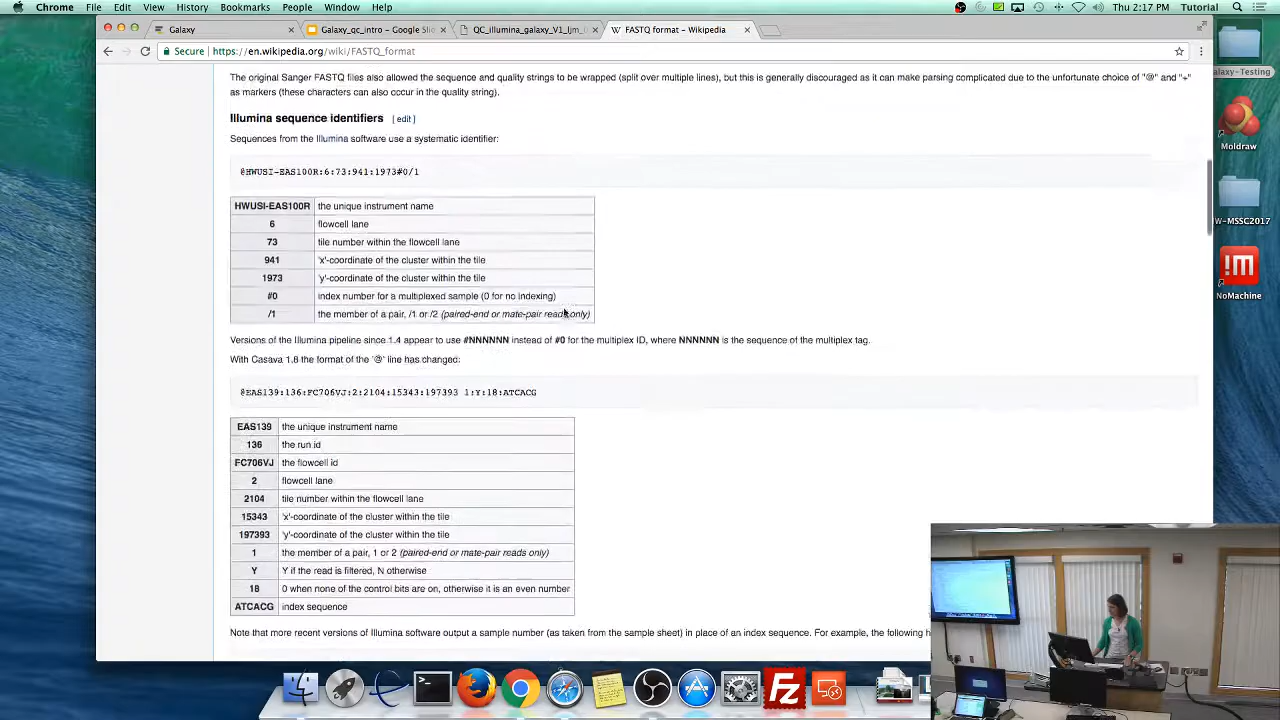 Chrome File Edit View History Bookmarks People Window Help Thu 2:17 PM Tutorial
Galaxy
Galaxy_qc_intro - Google Slid
QC_illumina_galaxy_v1_ljm_(
FASTQ format - Wikipedia
Secure https://en.wikipedia.org/wiki/FASTQ_format
The original Sanger FASTQ files also allowed the sequence and quality strings to be wrapped (split over multiple lines), but this is generally discouraged as it can make parsing complicated due to the unfortunate choice of "@" and "+"
as markers (these characters can also occur in the quality string).
Illumina sequence identifiers [ edit ]
Sequences from the Illumina software use a systematic identifier:
@HWUSI-EAS100R:6:73:941:1973#0/1
HWUSI-EAS100R the unique instrument name
6 flowcell lane
73 tile number within the flowcell lane
941 'x'-coordinate of the cluster within the tile
1973 'y'-coordinate of the cluster within the tile
#0 index number for a multiplexed sample (0 for no indexing)
/1 the member of a pair, /1 or /2 (paired-end or mate-pair reads only)
Versions of the Illumina pipeline since 1.4 appear to use #NNNNNN instead of #0 for the multiplex ID, where NNNNNN is the sequence of the multiplex tag.
With Casava 1.8 the format of the '@' line has changed:
@EAS139:136:FC706VJ:2:2104:15343:197393 1:Y:18:ATCACG
EAS139 the unique instrument name
136 the run id
FC706VJ the flowcell id
2 flowcell lane
2104 tile number within the flowcell lane
15343 'x'-coordinate of the cluster within the tile
197393 'y'-coordinate of the cluster within the tile
1 the member of a pair, 1 or 2 (paired-end or mate-pair reads only)
Y Y if the read is filtered, N otherwise
18 0 when none of the control bits are on, otherwise it is an even number
ATCACG index sequence
Note that more recent versions of Illumina software output a sample number (as taken from the sample sheet) in place of an index sequence. For example, the following h
alaxy-Testing
Moldraw
W-MSSC2017
!M
NoMachine
Fz